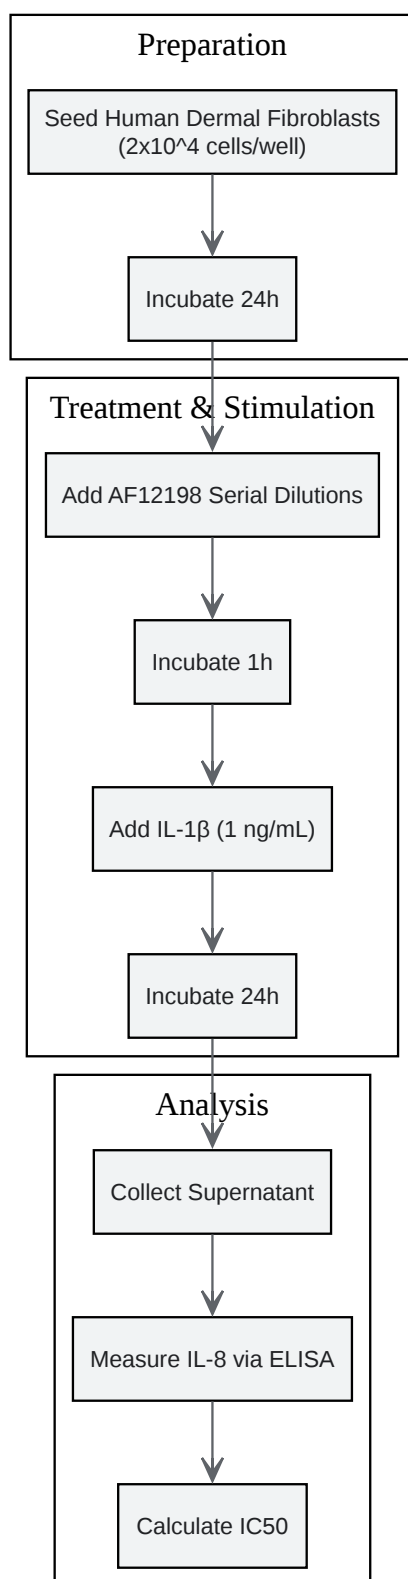 Preparation
Seed Human Dermal Fibroblasts
(2x10^4 cells/well)
Incubate 24h
Treatment & Stimulation
Add AF12198 Serial Dilutions
Incubate 1h
Add IL-1β (1 ng/mL)
Incubate 24h
Analysis
Collect Supernatant
Measure IL-8 via ELISA
Calculate IC50